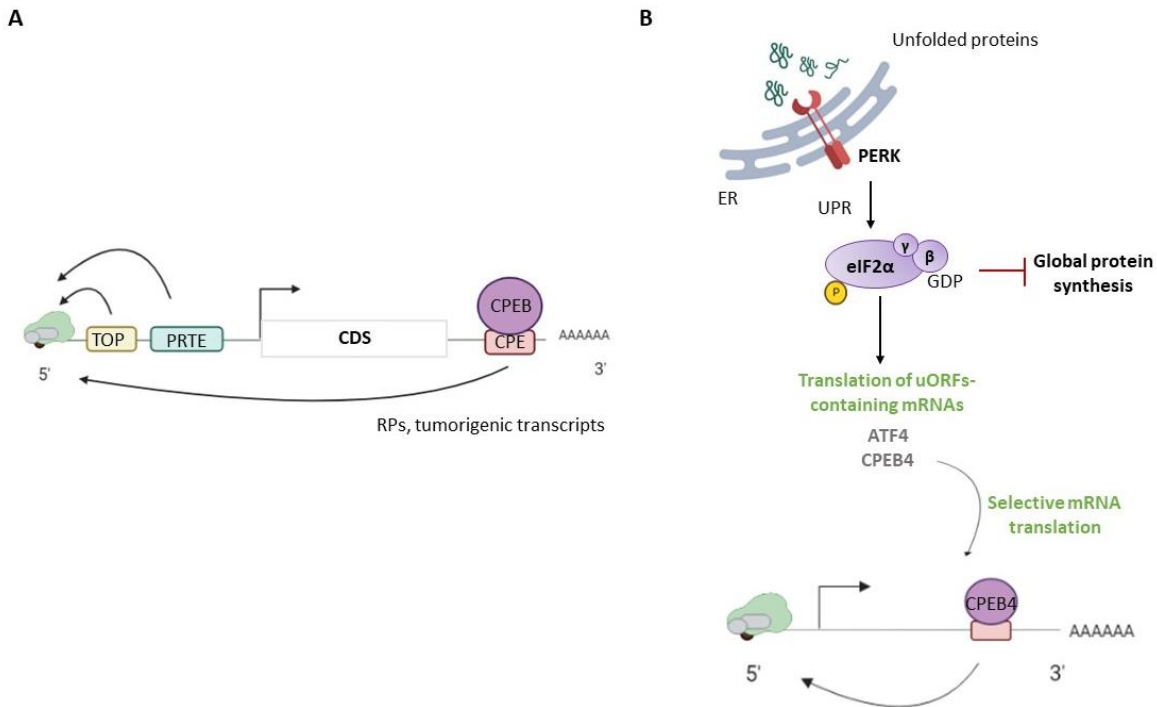 A
TOP
PRTE
CDS
CPEB
CPE
AAAAAA
5'
3'
RPs, tumorigenic transcripts
B
Unfolded proteins
PERK
ER
UPR
eIF2α
γ
β
GDP
P
Global protein
synthesis
Translation of uORFs-
containing mRNAs
ATF4
CPEB4
Selective mRNA
translation
CPEB4
AAAAAA
5'
3'